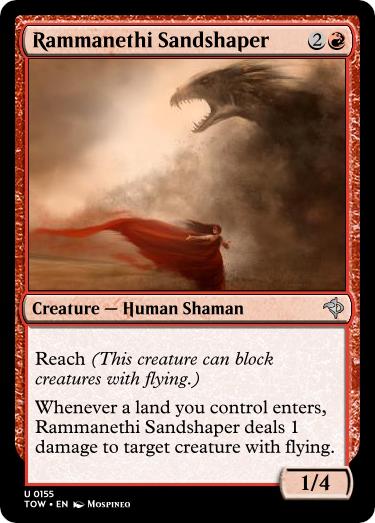 Rammanethi Sandshaper 2
Creature — Human Shaman
Reach (This creature can block
creatures with flying.)
Whenever a land you control enters,
Rammanethi Sandshaper deals 1
damage to target creature with flying.
1/4
U 0155
TOW • EN Mospineo